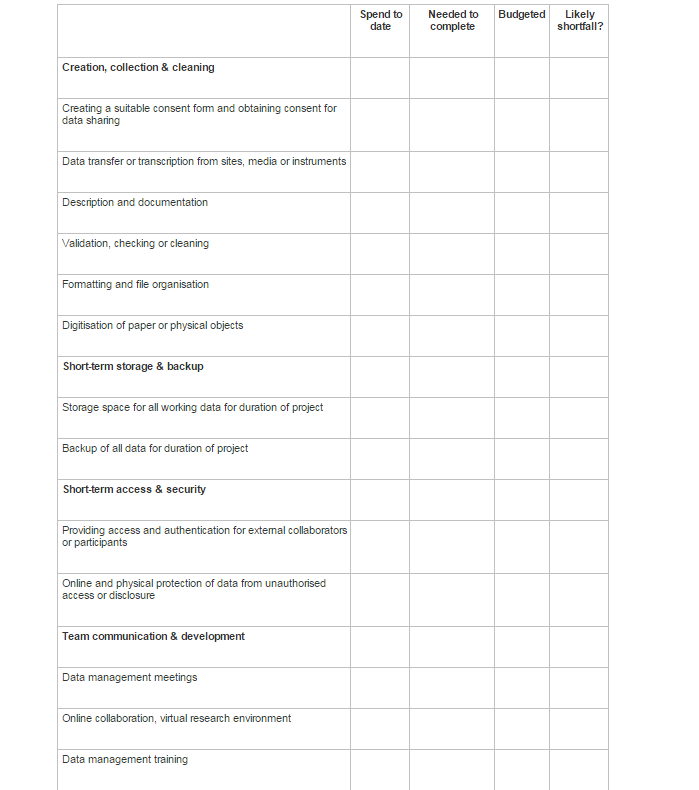 Spend to
date
Needed to
complete
Budgeted
Likely
shortfall?
Creation, collection & cleaning
Creating a suitable consent form and obtaining consent for
data sharing
Data transfer or transcription from sites, media or instruments
Description and documentation
Validation, checking or cleaning
Formatting and file organisation
Digitisation of paper or physical objects
Short-term storage & backup
Storage space for all working data for duration of project
Backup of all data for duration of project
Short-term access & security
Providing access and authentication for external collaborators
or participants
Online and physical protection of data from unauthorised
access or disclosure
Team communication & development
Data management meetings
Online collaboration, virtual research environment
Data management training